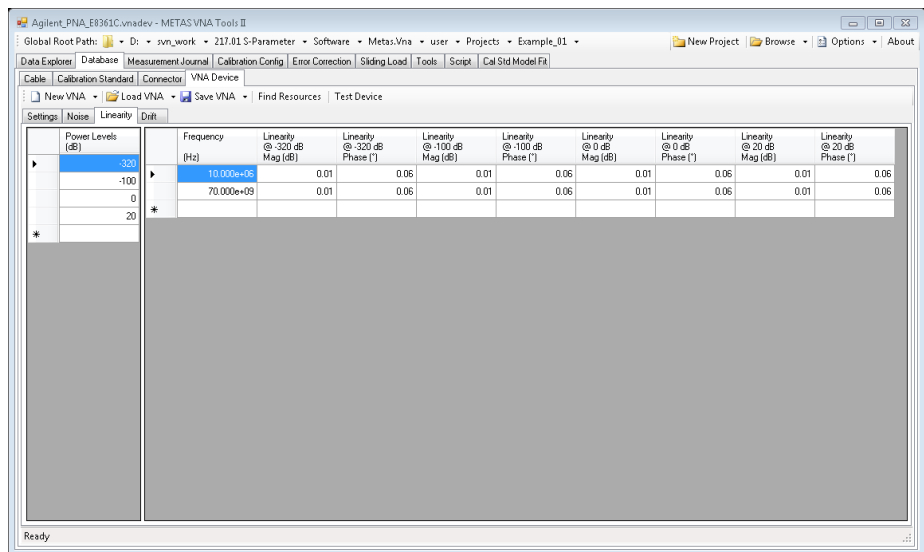 Agilent_PNA_E8361C.vnadev - METAS VNA Tools II
Global Root Path: D: svn_work 217.01 S-Parameter Software Metas.Vna user Projects Example_01 New Project Browse Options About
Data Explorer Database Measurement Journal Calibration Config Error Correction Sliding Load Tools Script Cal Std Model Fit
Cable Calibration Standard Connector VNA Device
New VNA Load VNA Save VNA Find Resources Test Device
Settings Noise Linearity Drift
Power Levels Frequency Linearity Linearity Linearity Linearity Linearity Linearity Linearity Linearity
(dB) @ -320 dB @ -320 dB @ -100 dB @ -100 dB @ 0 dB @ 0 dB @ 20 dB @ 20 dB
(Hz) Mag (dB) Phase (°) Mag (dB) Phase (°) Mag (dB) Phase (°) Mag (dB) Phase (°)
-320 10.000e+06 0.01 0.06 0.01 0.06 0.01 0.06 0.01 0.06
-100 70.000e+09 0.01 0.06 0.01 0.06 0.01 0.06 0.01 0.06
0
20
Ready